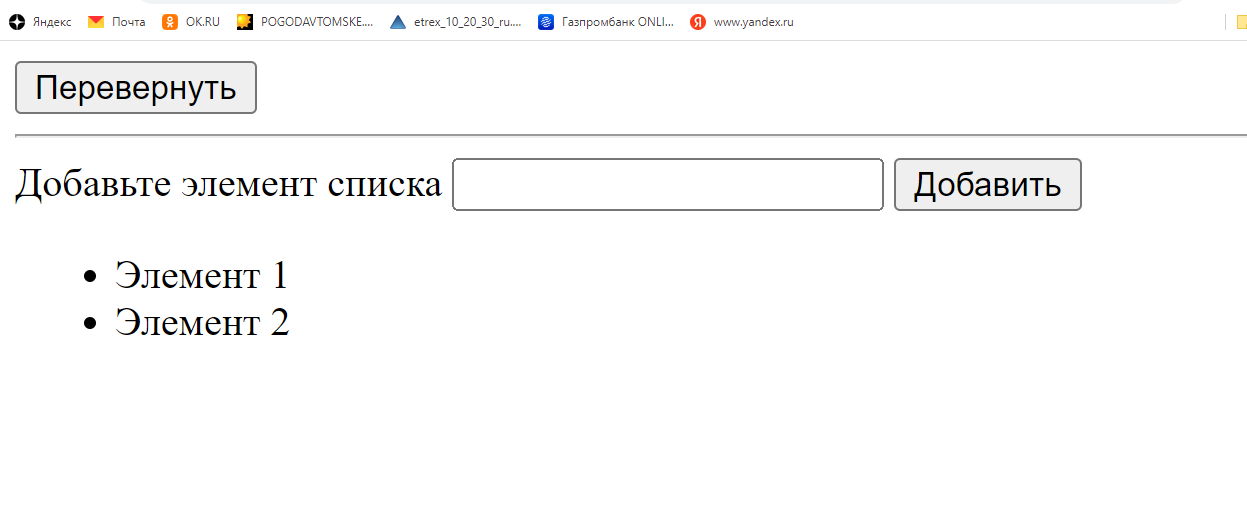 Яндекс Почта OK.RU POGODAVTOMSKE.... etrex_10_20_30_ru.... Газпромбанк ONLI... www.yandex.ru
Перевернуть
Добавьте элемент списка Добавить
Элемент 1
Элемент 2